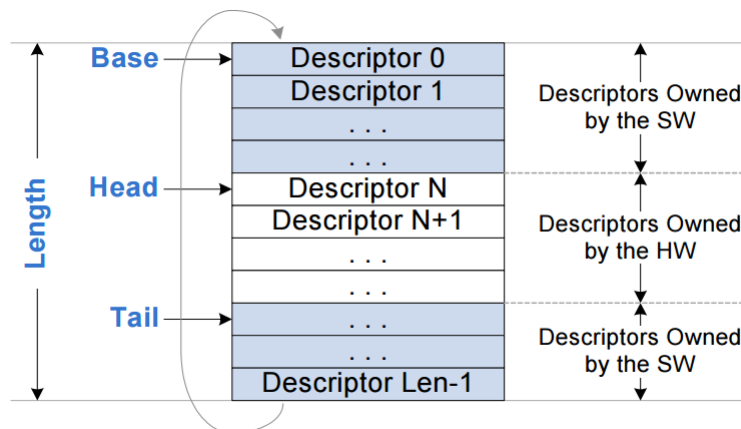 Base
Descriptor 0
Descriptor 1
. . .
. . .
Descriptors Owned
by the SW
Length
Head
Descriptor N
Descriptor N+1
. . .
. . .
Descriptors Owned
by the HW
Tail
. . .
. . .
Descriptor Len-1
Descriptors Owned
by the SW